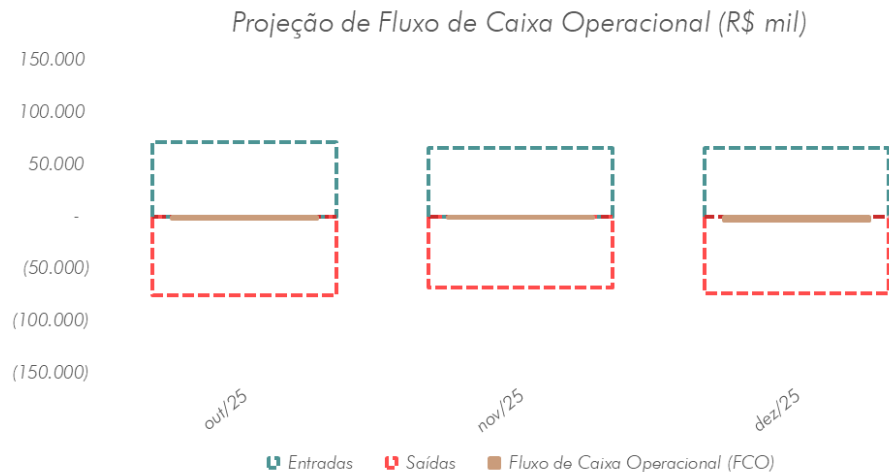 Projeção de Fluxo de Caixa Operacional (R$ mil)
150.000
100.000
50.000
-
(50.000)
(100.000)
(150.000)
out/25
nov/25
dez/25
Entradas
Saídas
Fluxo de Caixa Operacional (FCO)